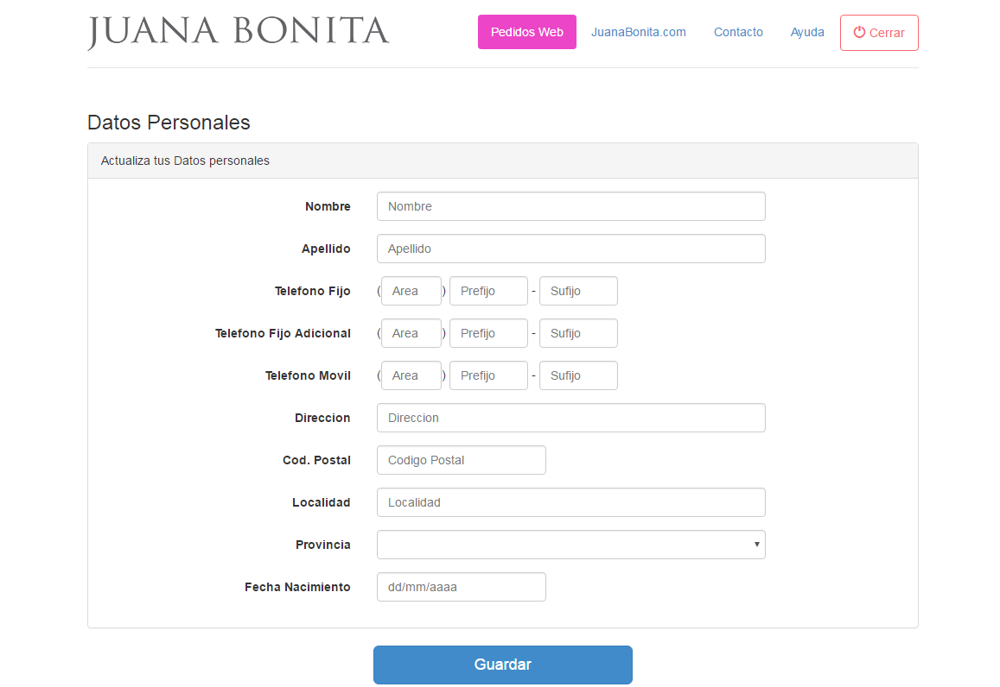 JUANA BONITA
Pedidos Web JuanaBonita.com Contacto Ayuda Cerrar
Datos Personales
Actualiza tus Datos personales
Nombre Nombre
Apellido Apellido
Telefono Fijo ( Area ) Prefijo - Sufijo
Telefono Fijo Adicional ( Area ) Prefijo - Sufijo
Telefono Movil ( Area ) Prefijo - Sufijo
Direccion Direccion
Cod. Postal Codigo Postal
Localidad Localidad
Provincia
Fecha Nacimiento dd/mm/aaaa
Guardar